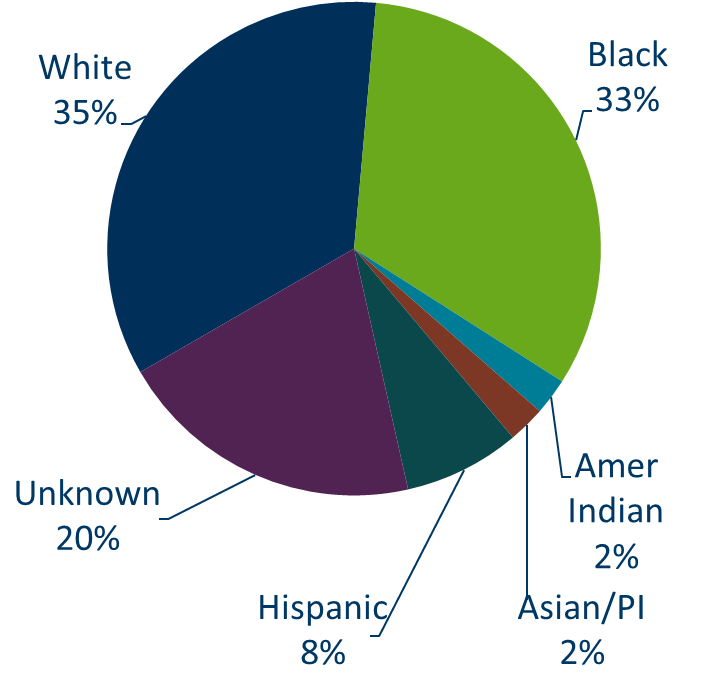 White
35%
Black
33%
Unknown
20%
Hispanic
8%
Amer
Indian
2%
Asian/PI
2%